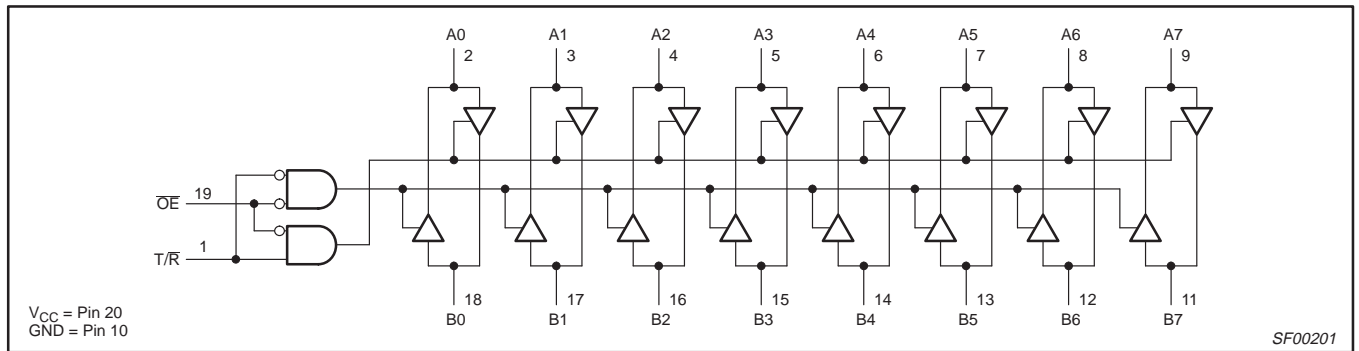 A0 A1 A2 A3 A4 A5 A6 A7
2 3 4 5 6 7 8 9
OE 19
T/R 1
18 17 16 15 14 13 12 11
B0 B1 B2 B3 B4 B5 B6 B7
VCC = Pin 20
GND = Pin 10
SF00201